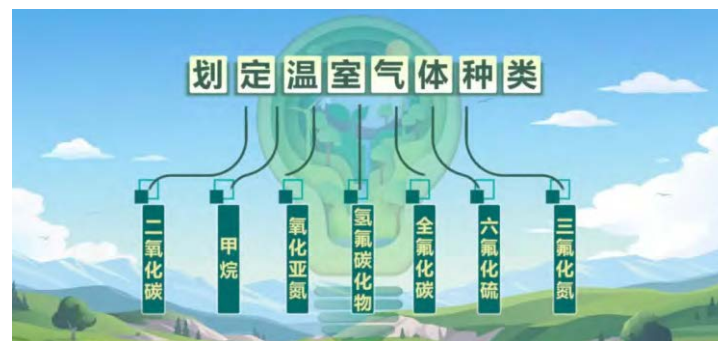 划定温室气体种类
二氧化碳
甲烷
氧化亚氮
氢氟碳化物
全氟化碳
六氟化硫
三氟化氮